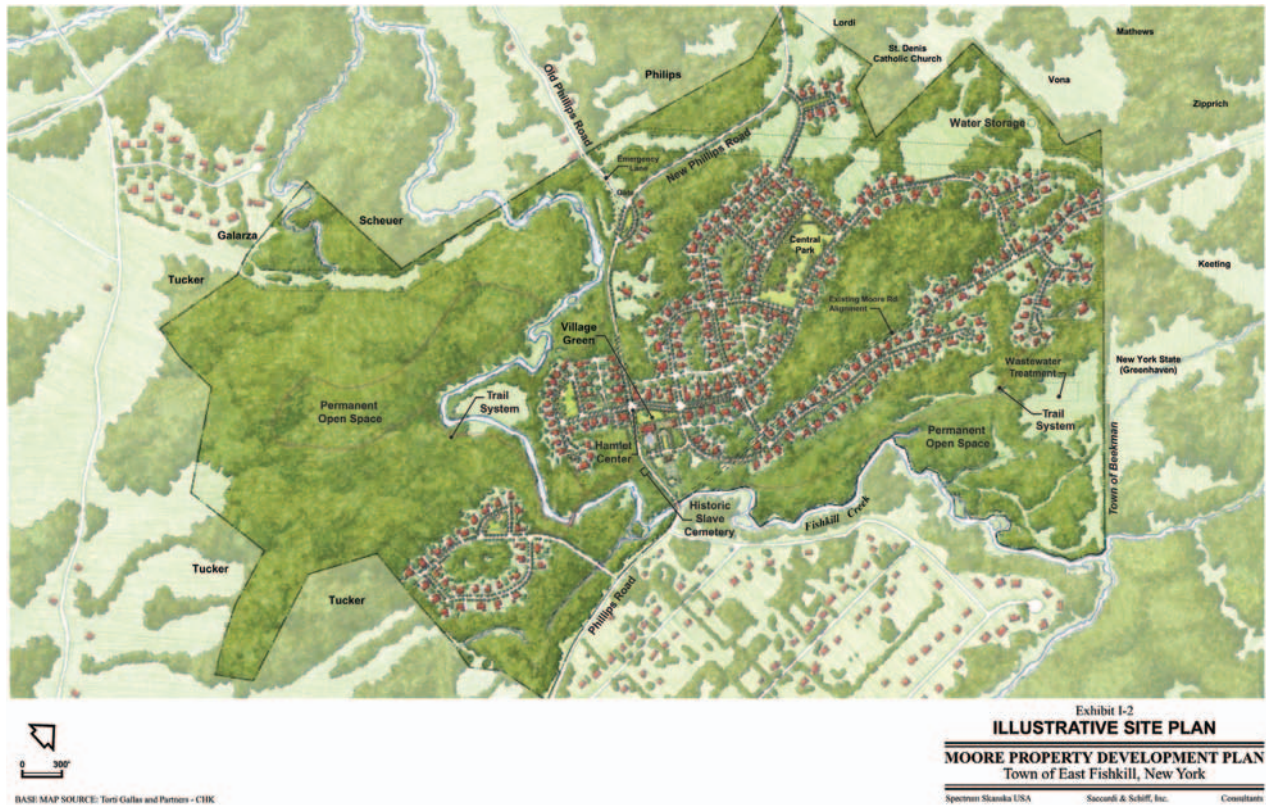 Lordi
Mathews
St. Denis
Catholic Church
Philips
Vona
Zipprich
Old Phillips Road
Water Storage
New Phillips Road
Emergency
Lane
Scheuer
Galarza
Central
Park
Tucker
Keeting
Existing Moore Rd
Alignment
Village
Green
New York State
(Greenhaven)
Wastewater
Treatment
Permanent
Open Space
Trail
System
Trail
System
Permanent
Open Space
Hamlet
Center
Town of Beekman
Historic
Slave
Cemetery
Fishkill Creek
Tucker
Tucker
Phillips Road
Exhibit I-2
ILLUSTRATIVE SITE PLAN
MOORE PROPERTY DEVELOPMENT PLAN
Town of East Fishkill, New York
0 300'
BASE MAP SOURCE: Torti Gallas and Partners - CHK
Spectrum Skanska USA Saccardi & Schiff, Inc. Consultants